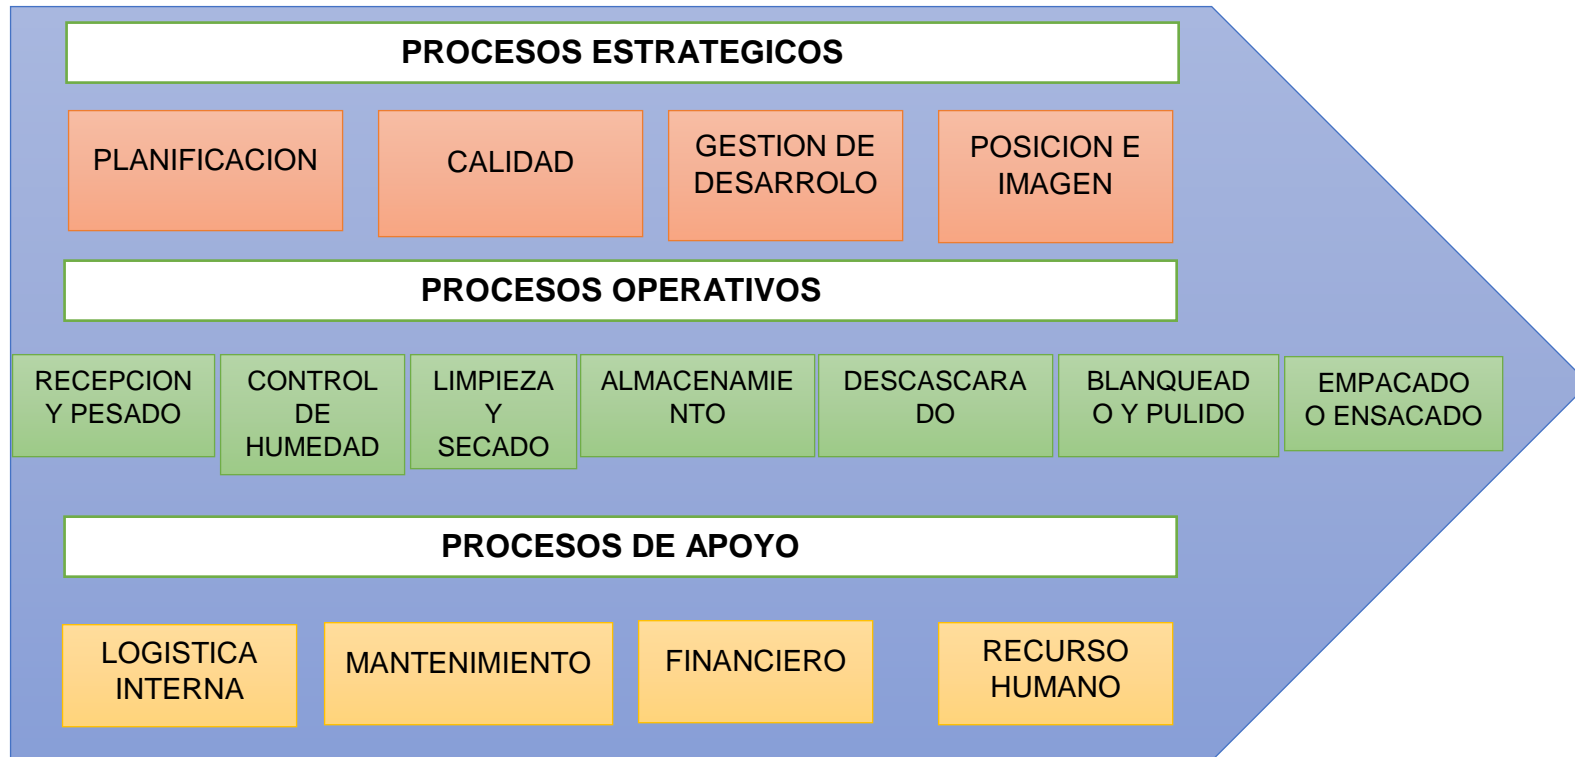 PROCESOS ESTRATEGICOS
PLANIFICACION
CALIDAD
GESTION DE
DESARROLO
POSICION E
IMAGEN
PROCESOS OPERATIVOS
RECEPCION
Y PESADO
CONTROL
DE
HUMEDAD
LIMPIEZA
Y
SECADO
ALMACENAMIE
NTO
DESCASCARA
DO
BLANQUEAD
O Y PULIDO
EMPACADO
O ENSACADO
PROCESOS DE APOYO
LOGISTICA
INTERNA
MANTENIMIENTO
FINANCIERO
RECURSO
HUMANO